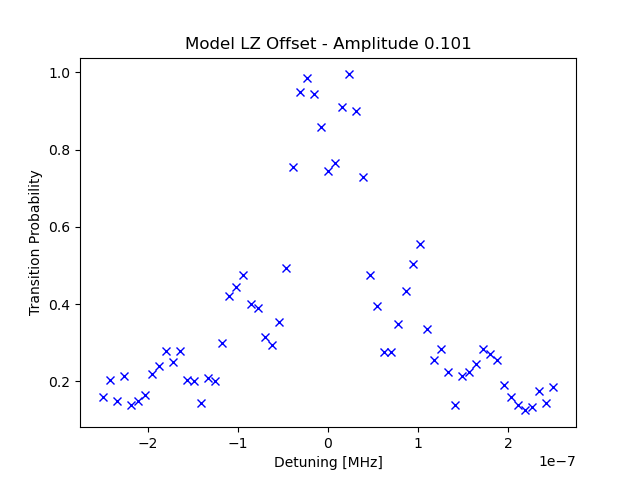 Model LZ Offset - Amplitude 0.101
1.0
0.8
0.6
0.4
0.2
Transition Probability
−2
−1
0
1
2
Detuning [MHz]
1e−7